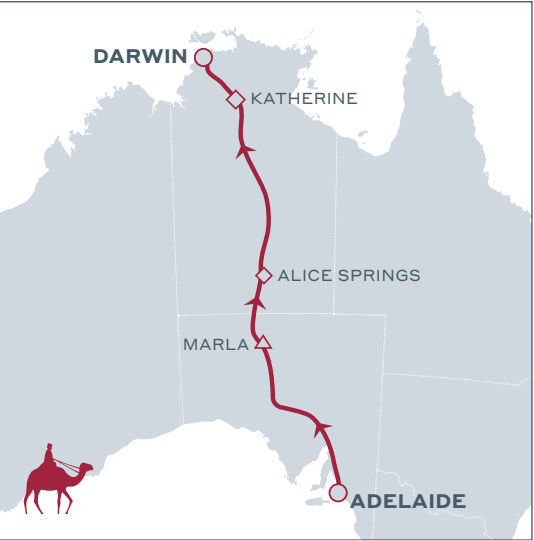 DARWIN
KATHERINE
ALICE SPRINGS
MARLA
ADELAIDE